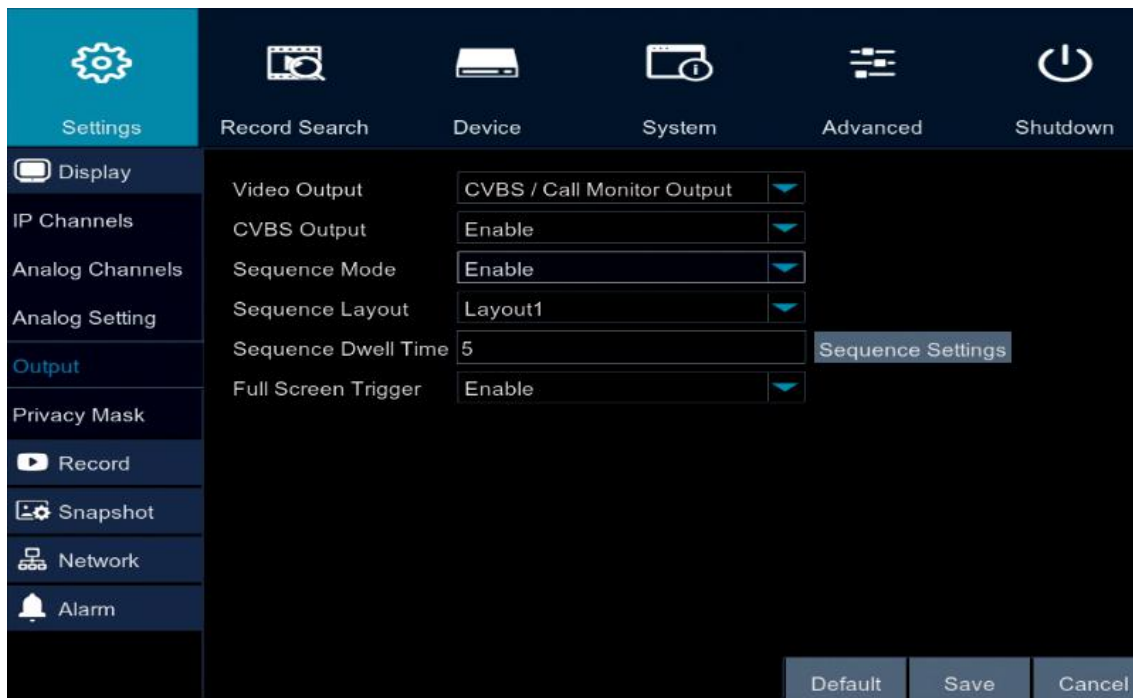 Settings Record Search Device System Advanced Shutdown
Display
IP Channels
Analog Channels
Analog Setting
Output
Privacy Mask
Record
Snapshot
Network
Alarm
Video Output CVBS / Call Monitor Output
CVBS Output Enable
Sequence Mode Enable
Sequence Layout Layout1
Sequence Dwell Time 5 Sequence Settings
Full Screen Trigger Enable
Default Save Cancel